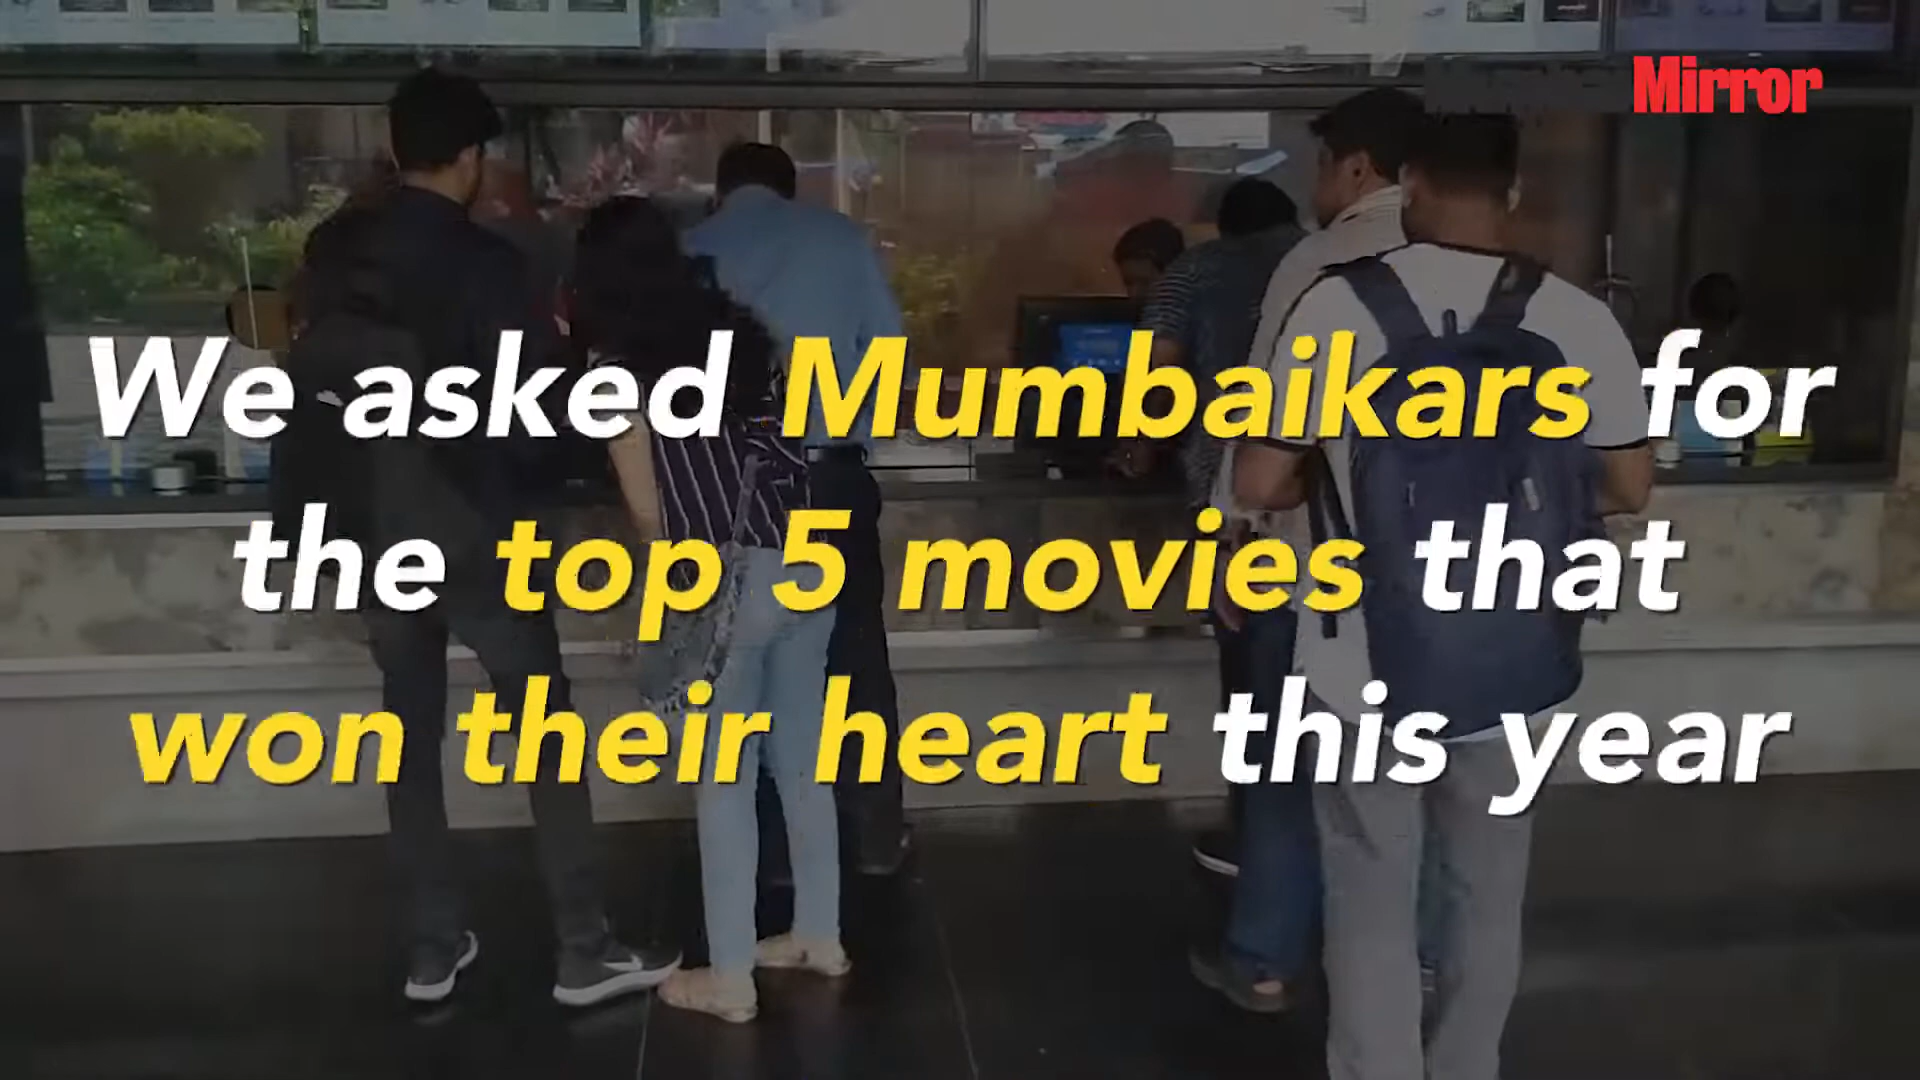 Mirror
We asked Mumbaikars for
the top 5 movies that
won their heart this year